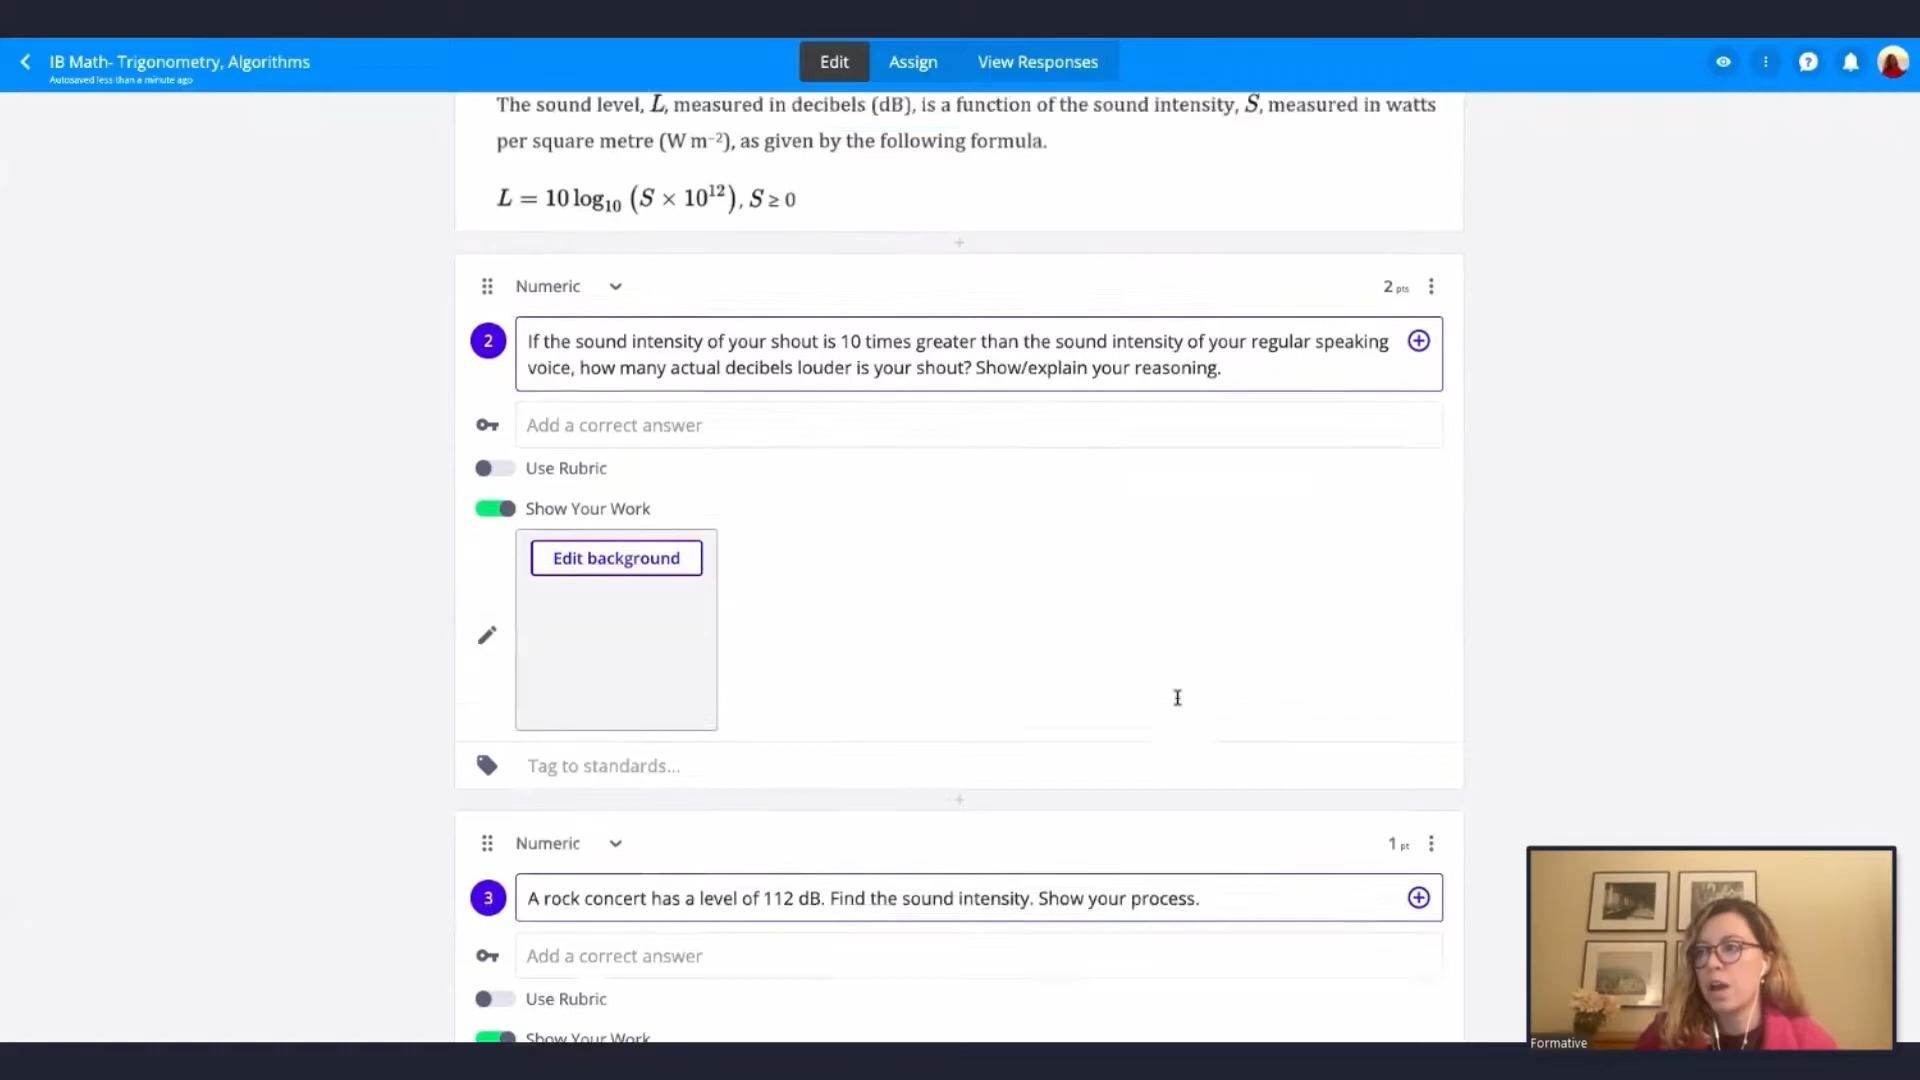 IB Math- Trigonometry, Algorithms
Autosaved less than a minute ago
Edit
Assign
View Responses
The sound level, L, measured in decibels (dB), is a function of the sound intensity, S, measured in watts
per square metre (W m⁻²), as given by the following formula.
L = 10 log₁₀ (S × 10¹²), S ≥ 0
Numeric
2 pts
2
If the sound intensity of your shout is 10 times greater than the sound intensity of your regular speaking
voice, how many actual decibels louder is your shout? Show/explain your reasoning.
Add a correct answer
Use Rubric
Show Your Work
Edit background
Tag to standards...
Numeric
1 pt
3
A rock concert has a level of 112 dB. Find the sound intensity. Show your process.
Add a correct answer
Use Rubric
Show Your Work
Formative